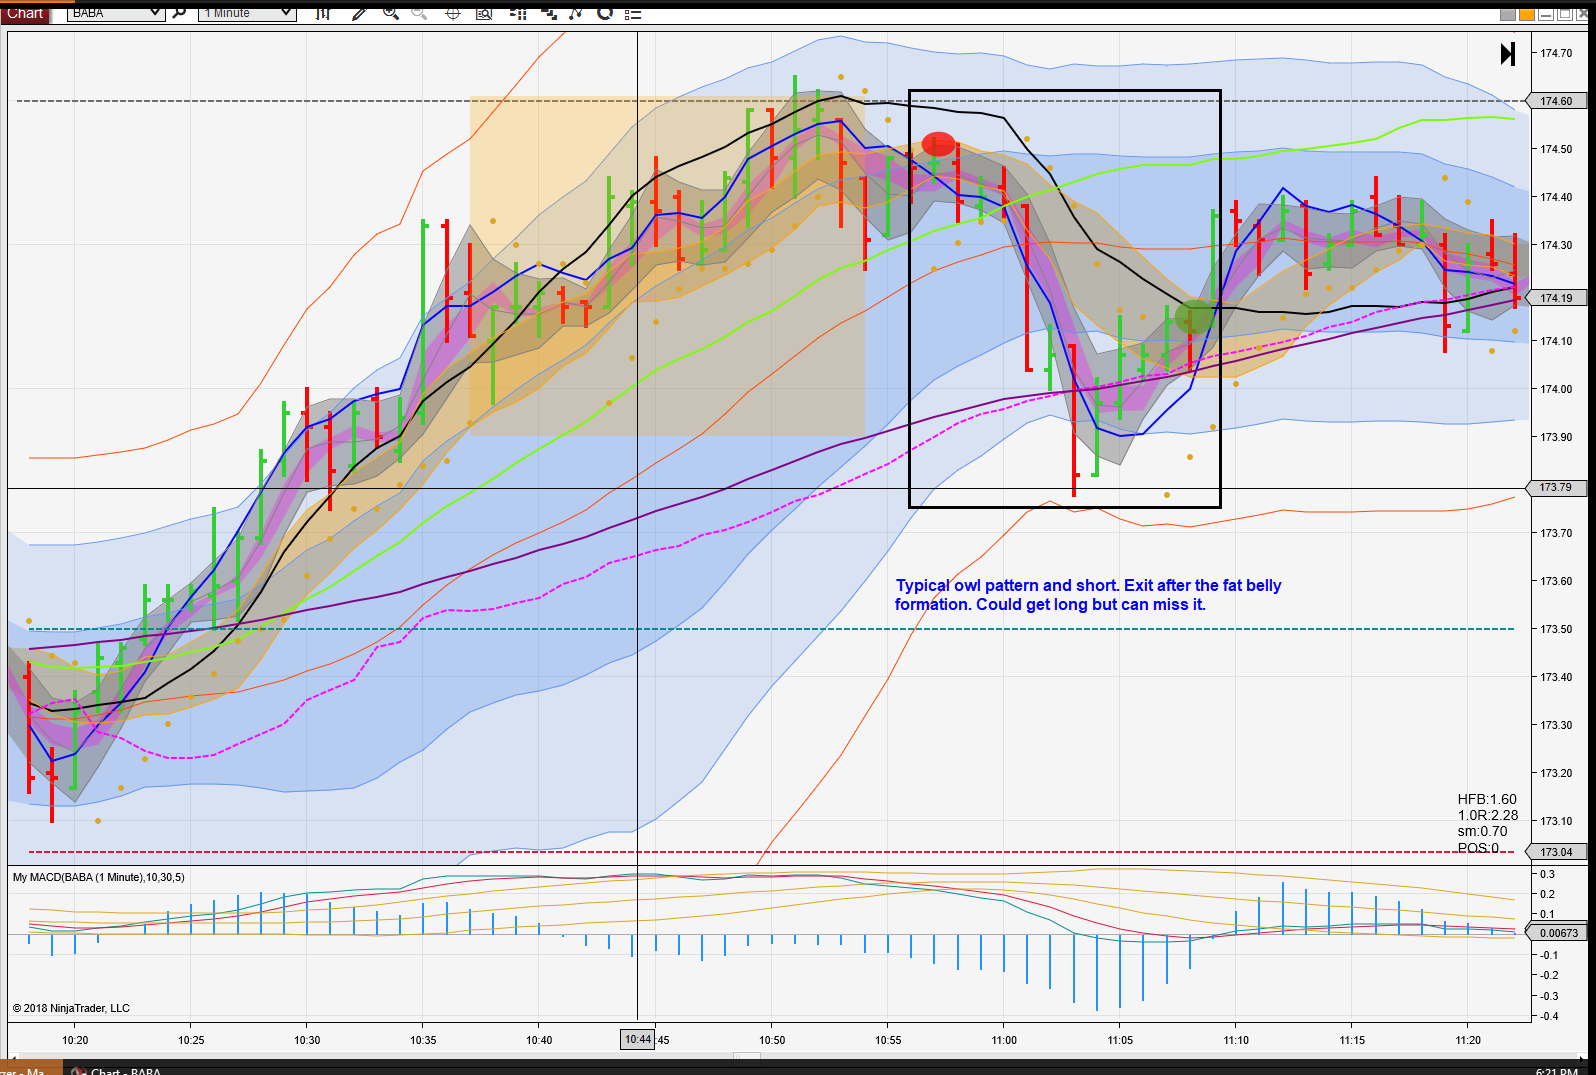 Chart BABA 1 Minute
174.70
174.60
174.50
174.40
174.30
174.19
174.10
174.00
173.90
173.79
173.70
173.60
Typical owl pattern and short. Exit after the fat belly
formation. Could get long but can miss it.
173.50
173.40
173.30
173.20
HFB:1.60
1.0R:2.28
173.10
sm:0.70
POS:0
173.04
My MACD(BABA (1 Minute),10,30,5)
0.3
0.2
0.1
0.00673
-0.1
-0.2
-0.3
-0.4
© 2018 NinjaTrader, LLC
10:20 10:25 10:30 10:35 10:40 10:44 :45 10:50 10:55 11:00 11:05 11:10 11:15 11:20
Chart - BABA 6:21 PM